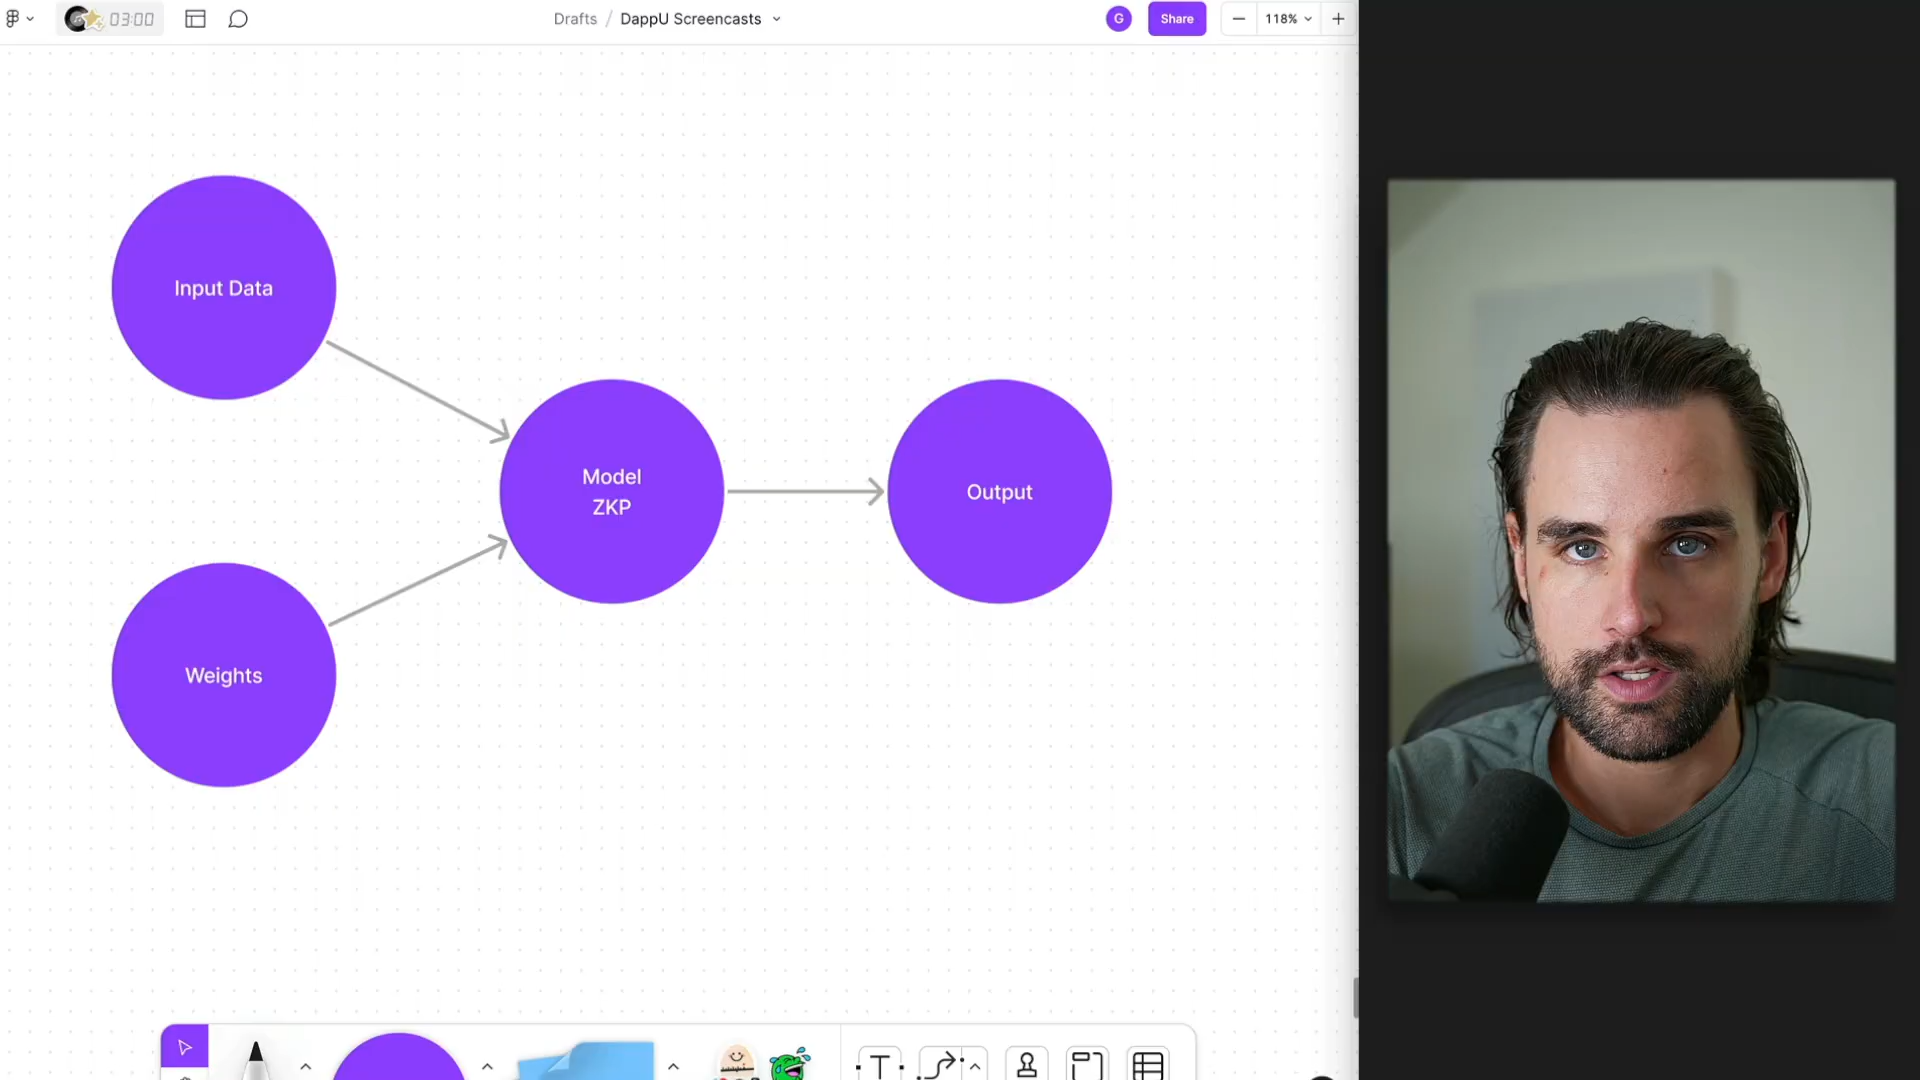 03:00
Drafts / DappU Screencasts
G
Share
118%
Input Data
Model
ZKP
Output
Weights
T